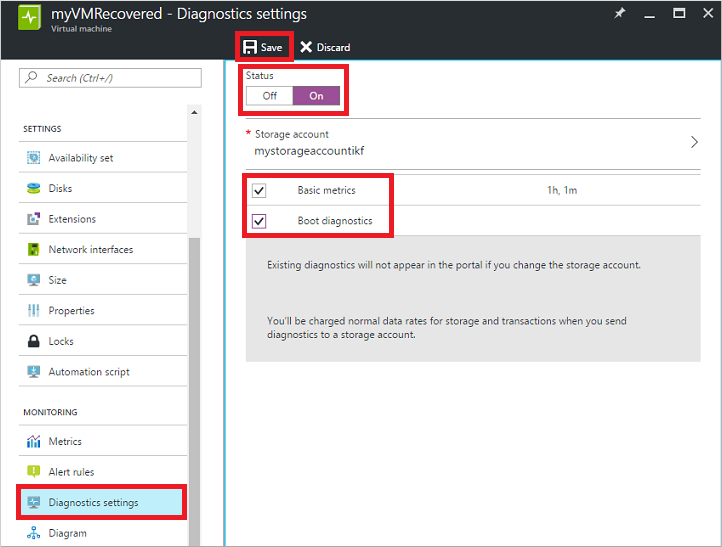 myVMRecovered - Diagnostics settings
Virtual machine
Save
Discard
Search (Ctrl+/)
SETTINGS
Availability set
Disks
Extensions
Network interfaces
Size
Properties
Locks
Automation script
MONITORING
Metrics
Alert rules
Diagnostics settings
Diagram
Status
Off On
* Storage account
mystorageaccountikf
Basic metrics 1h, 1m
Boot diagnostics
Existing diagnostics will not appear in the portal if you change the storage account.
You'll be charged normal data rates for storage and transactions when you send
diagnostics to a storage account.